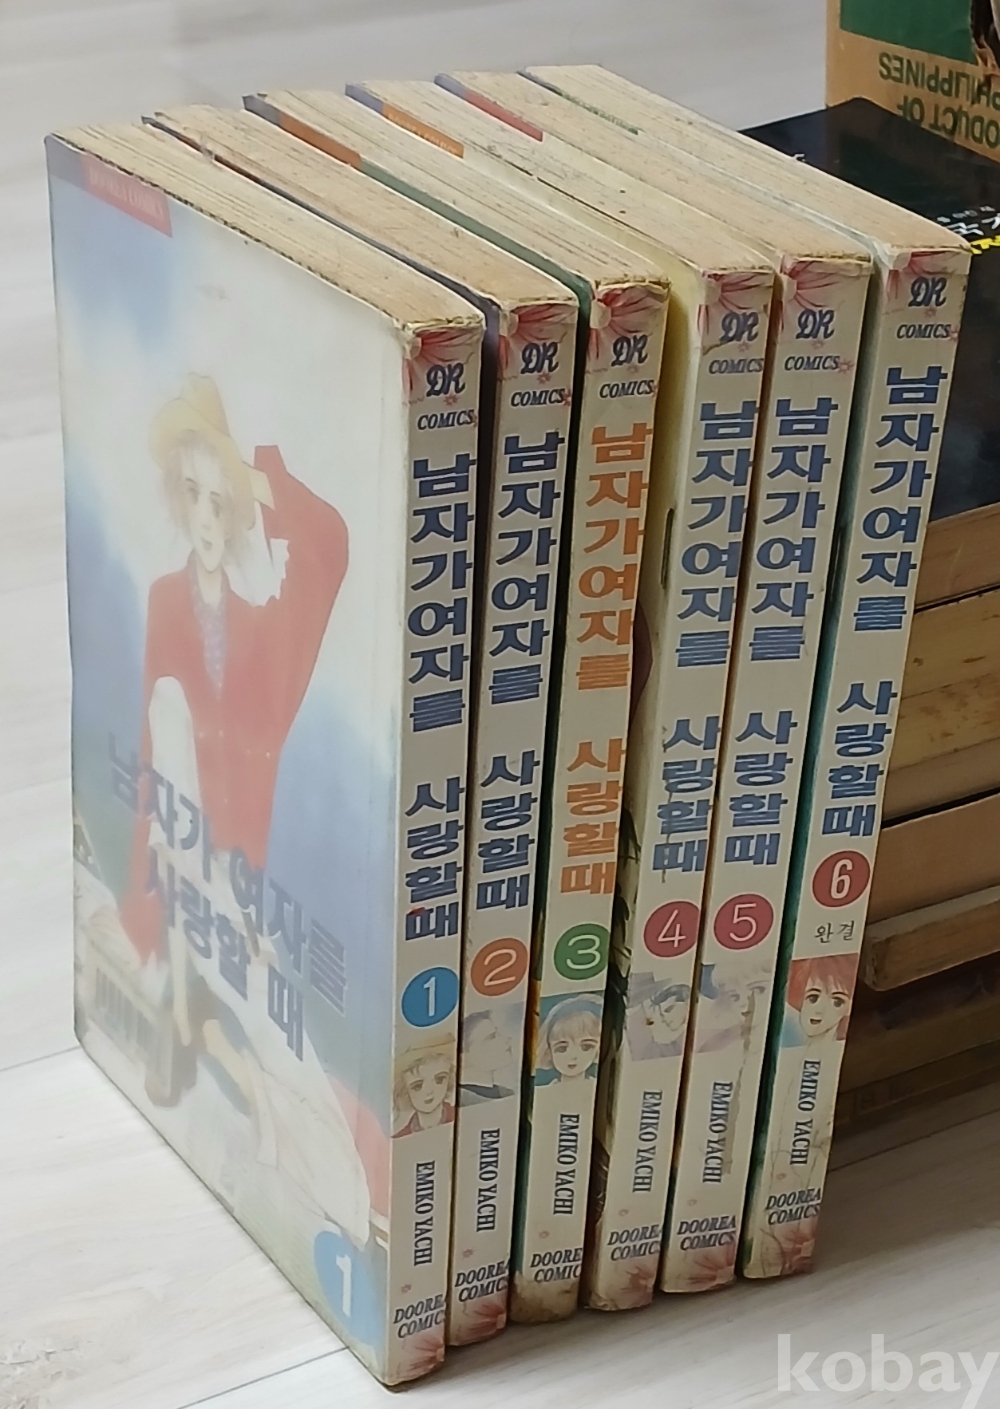 DOOREA COMICS
남자가 여자를
사랑할 때
1
DR
COMICS
남자가여자를 사랑할때
1
EMIKO YACHI
DOOREA
COMICS
DR
COMICS
남자가여자를 사랑할때
2
EMIKO YACHI
DOOREA
COMICS
DR
COMICS
남자가여자를 사랑할때
3
EMIKO YACHI
DOOREA
COMICS
DR
COMICS
남자가여자를 사랑할때
4
EMIKO YACHI
DOOREA
COMICS
DR
COMICS
남자가여자를 사랑할때
5
EMIKO YACHI
DOOREA
COMICS
DR
COMICS
남자가여자를 사랑할때
6
완결
EMIKO YACHI
DOOREA
COMICS
PRODUCT OF
PHILIPPINES
kobay